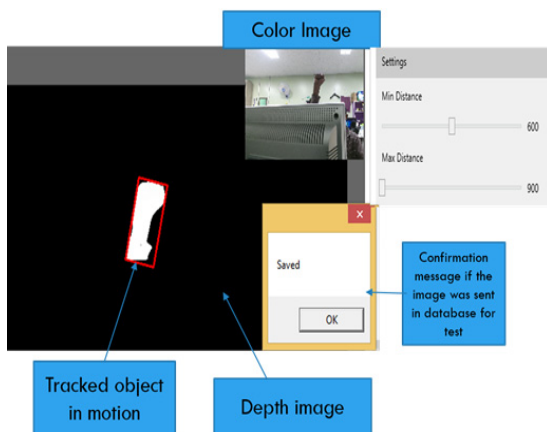 Color Image
Settings
Min Distance
600
Max Distance
900
x
Saved
OK
Confirmation
message if the
image was sent
in database for
test
Tracked object
in motion
Depth image